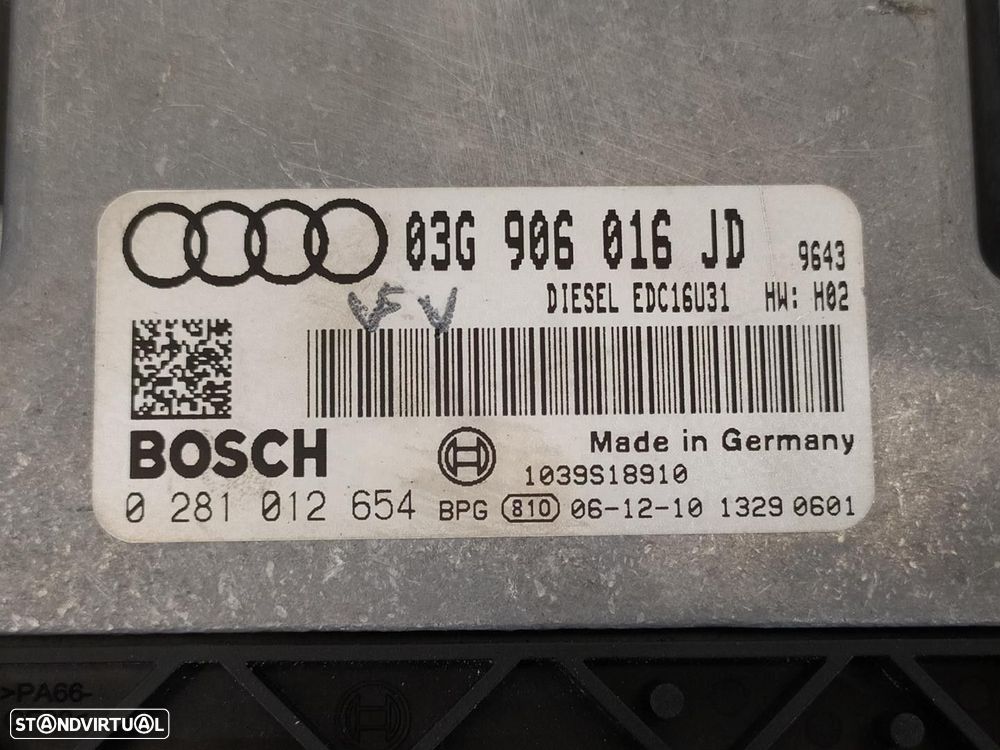 03G 906 016 JD 9643
DIESEL EDC16U31 HW: H02
VFV
BOSCH
Made in Germany
1039S18910
0 281 012 654 BPG 810 06-12-10 1329 0601
>PA66-
STANDVIRTUAL